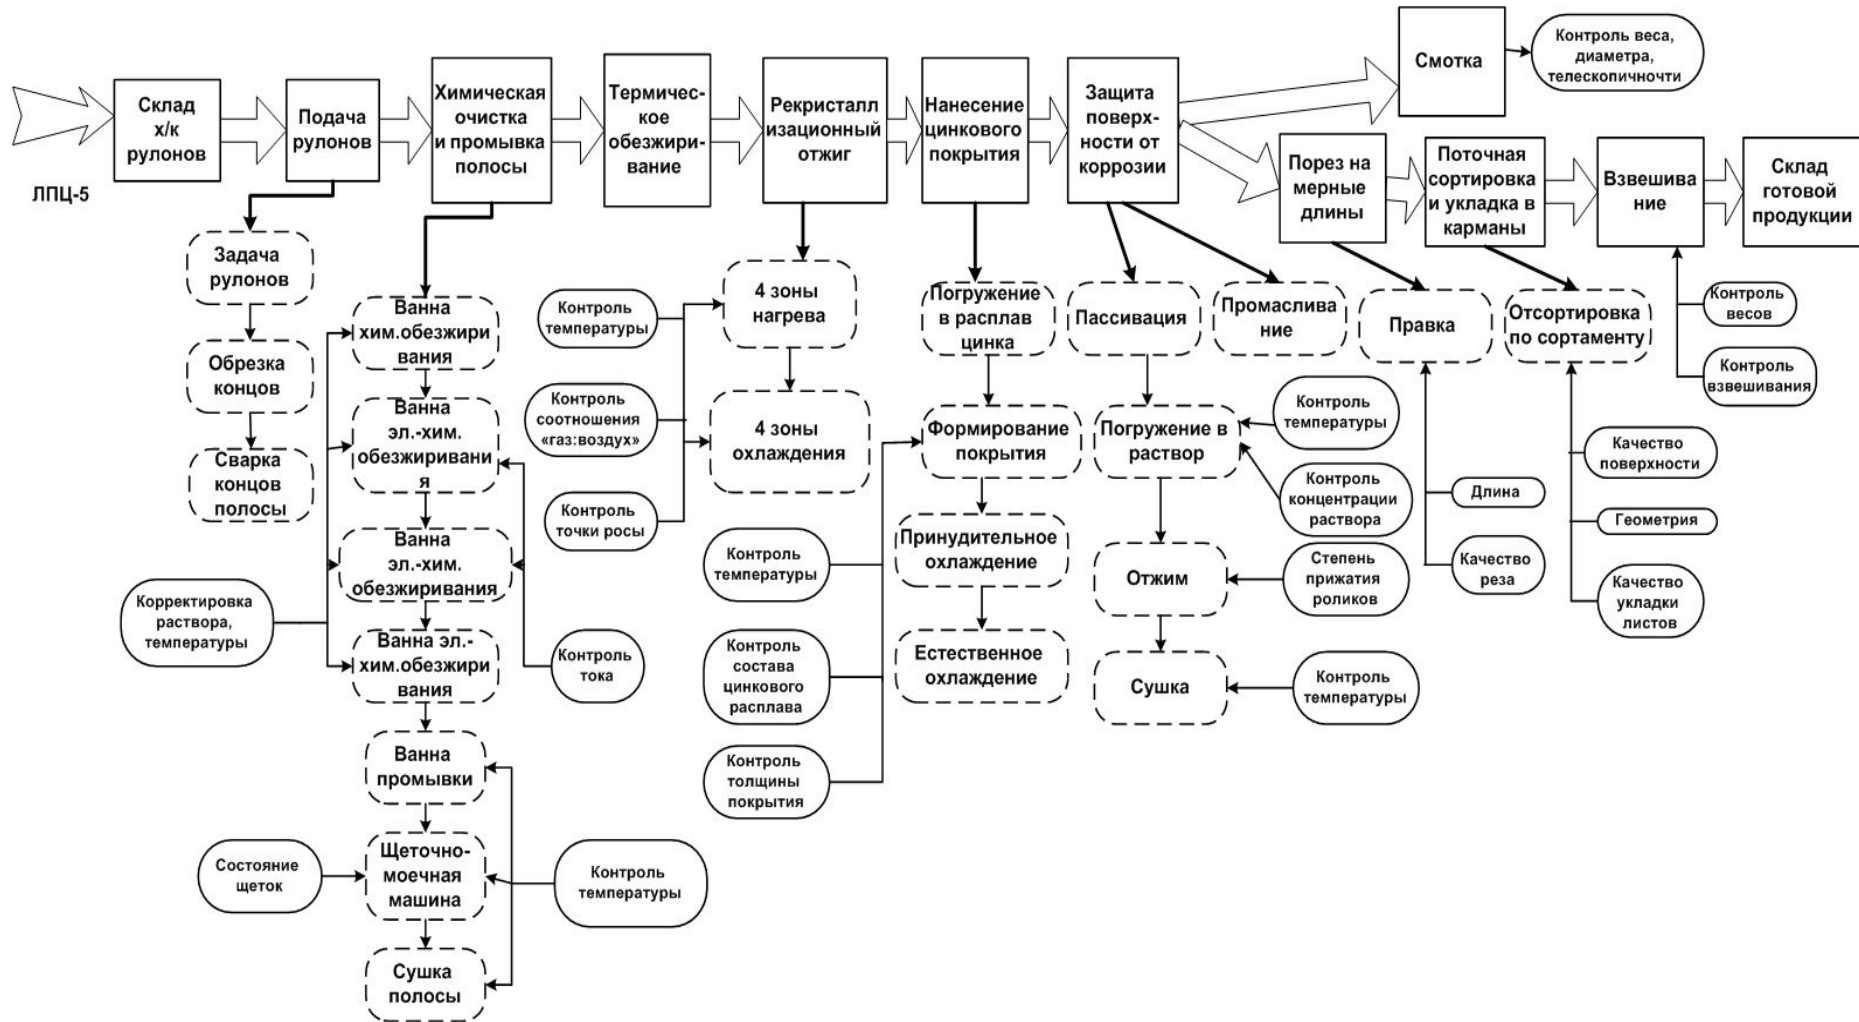 ЛПЦ-5
Склад
х/к
рулонов
Подача
рулонов
Химическая
очистка
и промывка
полосы
Термичес-
кое
обезжири-
вание
Рекристалл
изационный
отжиг
Нанесение
цинкового
покрытия
Защита
поверх-
ности от
коррозии
Смотка
Контроль веса,
диаметра,
телескопичночти
Порез на
мерные
длины
Поточная
сортировка
и укладка в
карманы
Взвешива
ние
Склад
готовой
продукции
Задача
рулонов
Обрезка
концов
Сварка
концов
полосы
Ванна
хим.обезжири
вания
Ванна
эл.-хим.
обезжиривани
я
Ванна
эл.-хим.
обезжиривания
Ванна эл.-
хим.обезжири
вания
Ванна
промывки
Щеточно-
моечная
машина
Сушка
полосы
Корректировка
раствора,
температуры
Контроль
тока
Состояние
щеток
Контроль
температуры
Контроль
температуры
Контроль
соотношения
«газ:воздух»
Контроль
точки росы
4 зоны
нагрева
4 зоны
охлаждения
Погружение
в расплав
цинка
Формирование
покрытия
Принудительное
охлаждение
Естественное
охлаждение
Контроль
температуры
Контроль
состава
цинкового
расплава
Контроль
толщины
покрытия
Пассивация
Промаслива
ние
Погружение в
раствор
Отжим
Сушка
Контроль
температуры
Контроль
концентрации
раствора
Степень
прижатия
роликов
Контроль
температуры
Правка
Длина
Качество
реза
Отсортировка
по сортаменту
Качество
поверхности
Геометрия
Качество
укладки
листов
Контроль
весов
Контроль
взвешивания